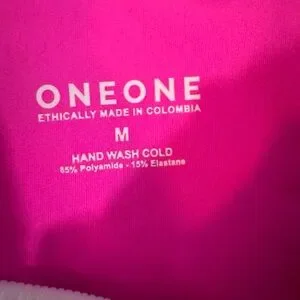 ONEONE
ETHICALLY MADE IN COLOMBIA
M
HAND WASH COLD
85% Polyamide - 15% Elastane